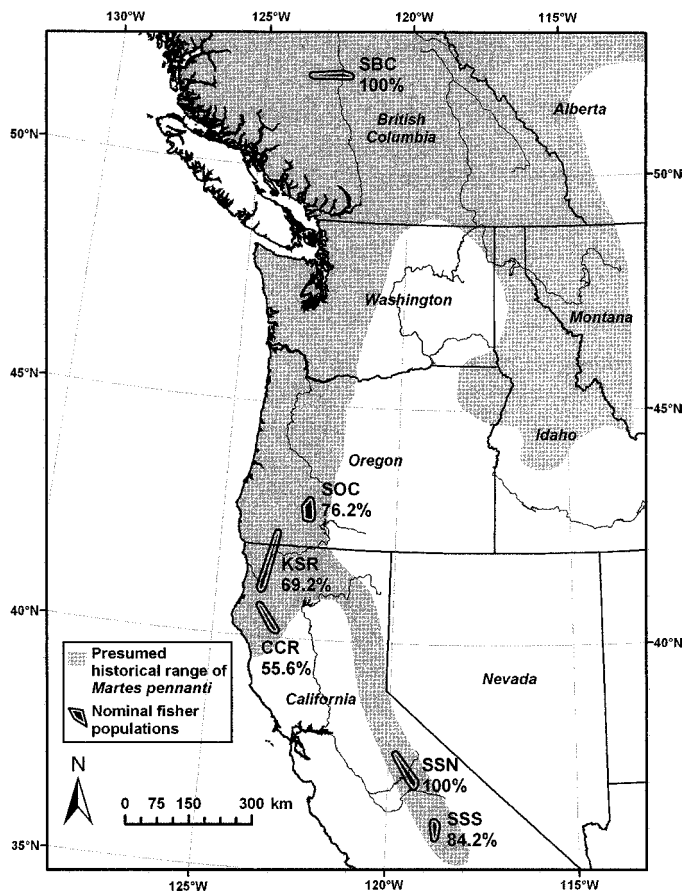 130°W 125°W 120°W 115°W
SBC
100%
Alberta
British
Columbia
50°N
50°N
Washington
Montana
45°N
45°N
Idaho
Oregon
SOC
76.2%
KSR
69.2%
40°N
40°N
CCR
55.6%
Presumed
historical range of
Martes pennanti
Nominal fisher
populations
California
Nevada
N
0 75 150 300 km
SSN
100%
SSS
84.2%
35°N
125°W 120°W 115°W